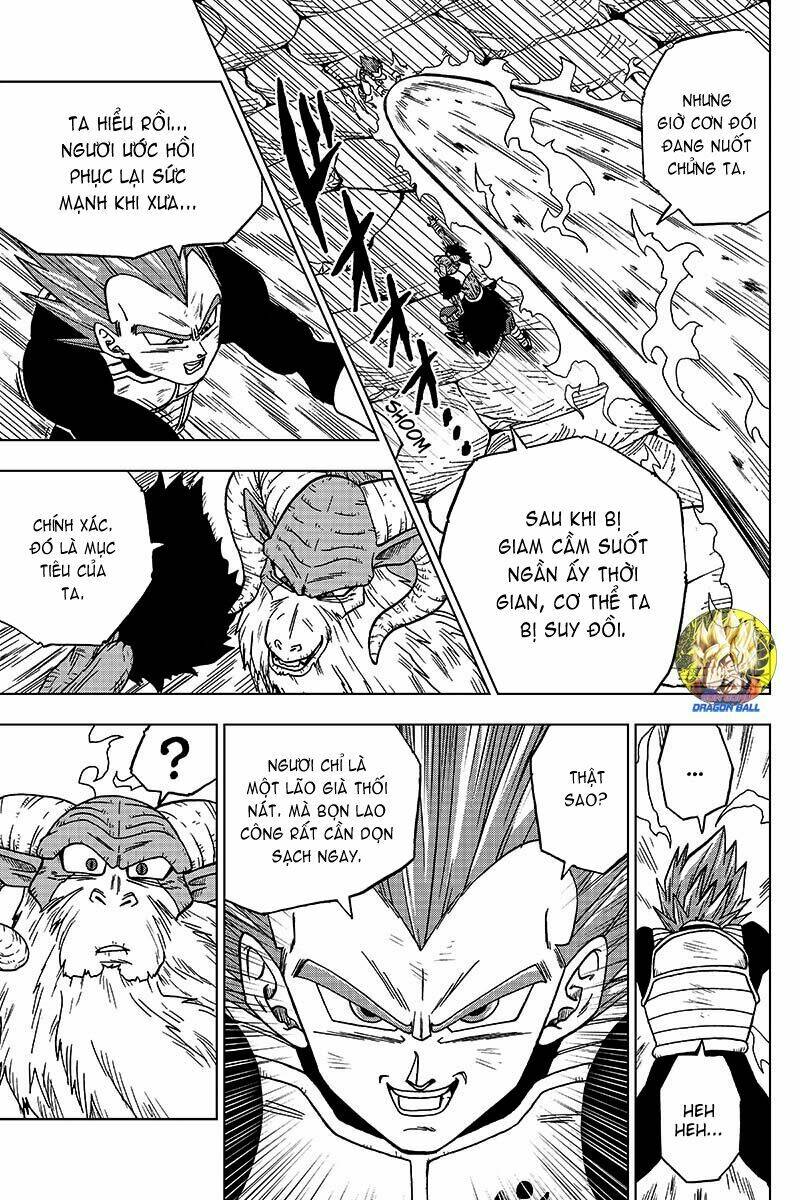 NHƯNG
GIỜ CƠN ĐÓI
ĐANG NUỐT
CHỬNG TA.
SHOOM
SAU KHI BỊ
GIAM CẦM SUỐT
NGẦN ẤY THỜI
GIAN, CƠ THỂ TA
BỊ SUY ĐỒI.
TA HIỂU RỒI...
NGƯƠI ƯỚC HỒI
PHỤC LẠI SỨC
MẠNH KHI XƯA...
CHÍNH XÁC.
ĐÓ LÀ MỤC
TIÊU CỦA
TA.
...
HEH
HEH...
THẬT
SAO?
NGƯƠI CHỈ LÀ
MỘT LÃO GIÀ THỐI
NÁT. MÀ BỌN LAO
CÔNG RẤT CẦN DỌN
SẠCH NGAY.
?
DRAGON BALL